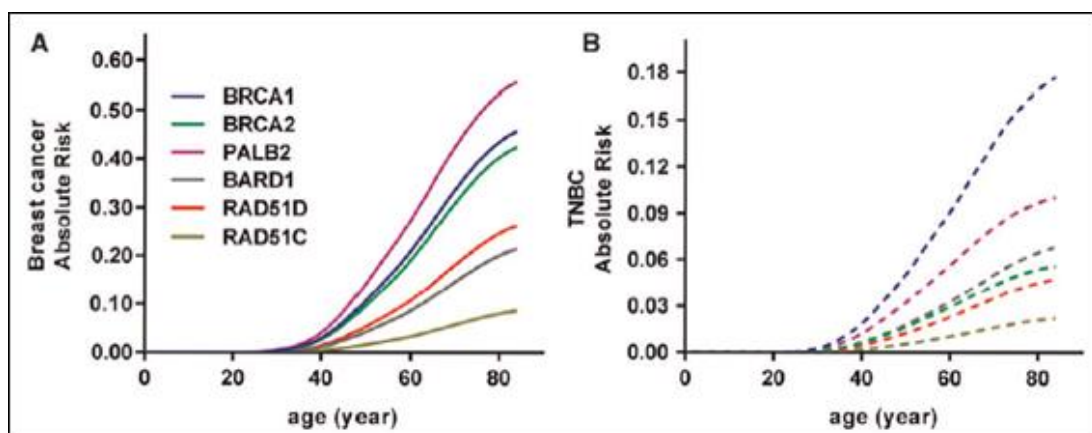 A
Breast cancer
Absolute Risk
0.60
0.50
0.40
0.30
0.20
0.10
0.00
BRCA1
BRCA2
PALB2
BARD1
RAD51D
RAD51C
0 20 40 60 80
age (year)
B
TNBC
Absolute Risk
0.18
0.15
0.12
0.09
0.06
0.03
0.00
0 20 40 60 80
age (year)